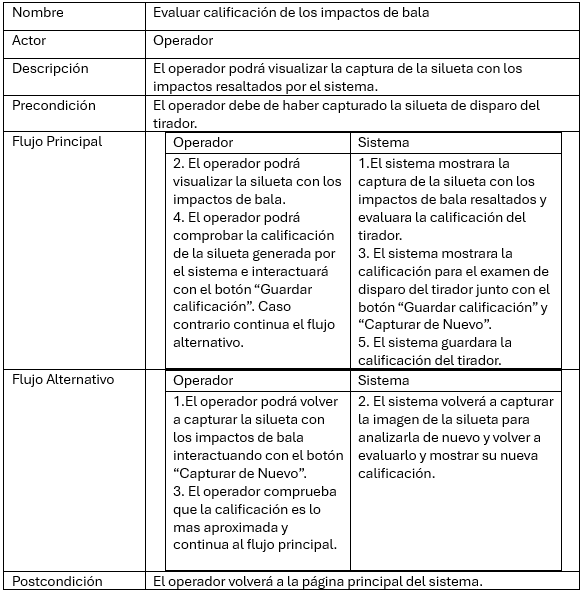 Nombre
Evaluar calificación de los impactos de bala
Actor
Operador
Descripción
El operador podrá visualizar la captura de la silueta con los
impactos resaltados por el sistema.
Precondición
El operador debe de haber capturado la silueta de disparo del
tirador.
Flujo Principal
Operador
2. El operador podrá
visualizar la silueta con los
impactos de bala.
4. El operador podrá
comprobar la calificación
de la silueta generada por
el sistema e interactuará
con el botón “Guardar
calificación”. Caso
contrario continua el flujo
alternativo.
Sistema
1.El sistema mostrara la
captura de la silueta con los
impactos de bala resaltados y
evaluara la calificación del
tirador.
3. El sistema mostrara la
calificación para el examen de
disparo del tirador junto con el
botón “Guardar calificación” y
“Capturar de Nuevo”.
5. El sistema guardara la
calificación del tirador.
Flujo Alternativo
Operador
1.El operador podrá volver
a capturar la silueta con
los impactos de bala
interactuando con el botón
“Capturar de Nuevo”.
3. El operador comprueba
que la calificación es lo
mas aproximada y
continua al flujo principal.
Sistema
2. El sistema volverá a capturar
la imagen de la silueta para
analizarla de nuevo y volver a
evaluarlo y mostrar su nueva
calificación.
Postcondición
El operador volverá a la página principal del sistema.